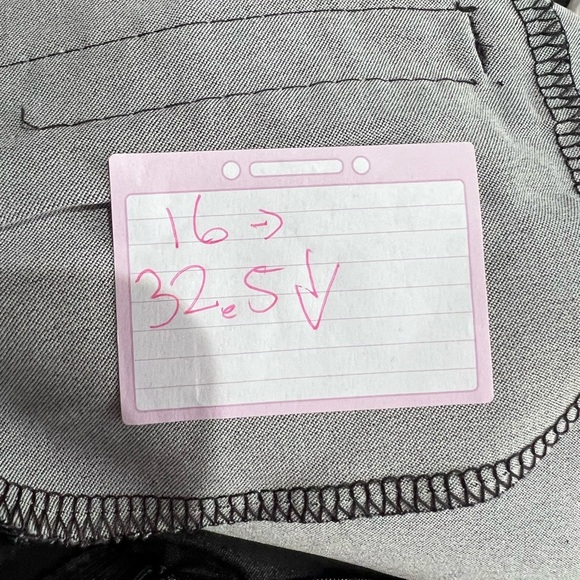 16 →
32.5 ↓